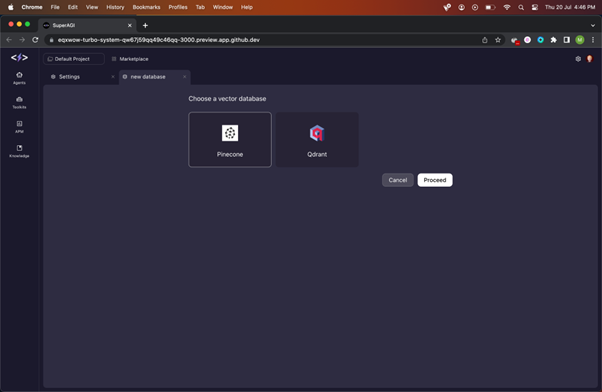 Chrome File Edit View History Bookmarks Profiles Tab Window Help Thu 20 Jul 4:46 PM
SuperAGI
eqxwow-turbo-system-qw67j59qq49c46qq-3000.preview.app.github.dev
Default Project Marketplace
Settings new database
Agents
Toolkits
APM
Knowledge
Choose a vector database
Pinecone Qdrant
Cancel Proceed